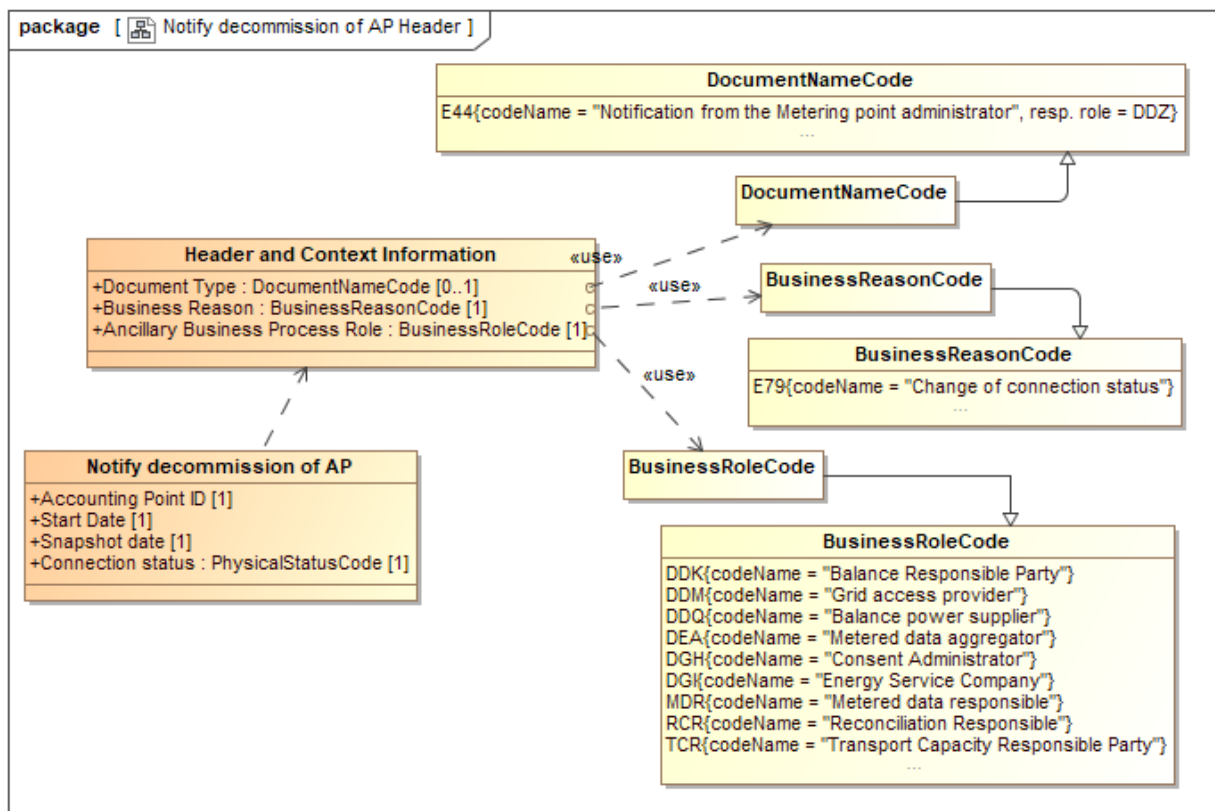 package [ Notify decommission of AP Header ]
DocumentNameCode
E44{codeName = "Notification from the Metering point administrator", resp. role = DDZ}
...
DocumentNameCode
Header and Context Information
+Document Type : DocumentNameCode [0..1]
+Business Reason : BusinessReasonCode [1]
+Ancillary Business Process Role : BusinessRoleCode [1]
«use»
«use»
«use»
BusinessReasonCode
BusinessReasonCode
E79{codeName = "Change of connection status"}
...
Notify decommission of AP
+Accounting Point ID [1]
+Start Date [1]
+Snapshot date [1]
+Connection status : PhysicalStatusCode [1]
BusinessRoleCode
BusinessRoleCode
DDK{codeName = "Balance Responsible Party"}
DDM{codeName = "Grid access provider"}
DDQ{codeName = "Balance power supplier"}
DEA{codeName = "Metered data aggregator"}
DGH{codeName = "Consent Administrator"}
DGI{codeName = "Energy Service Company"}
MDR{codeName = "Metered data responsible"}
RCR{codeName = "Reconciliation Responsible"}
TCR{codeName = "Transport Capacity Responsible Party"}
...